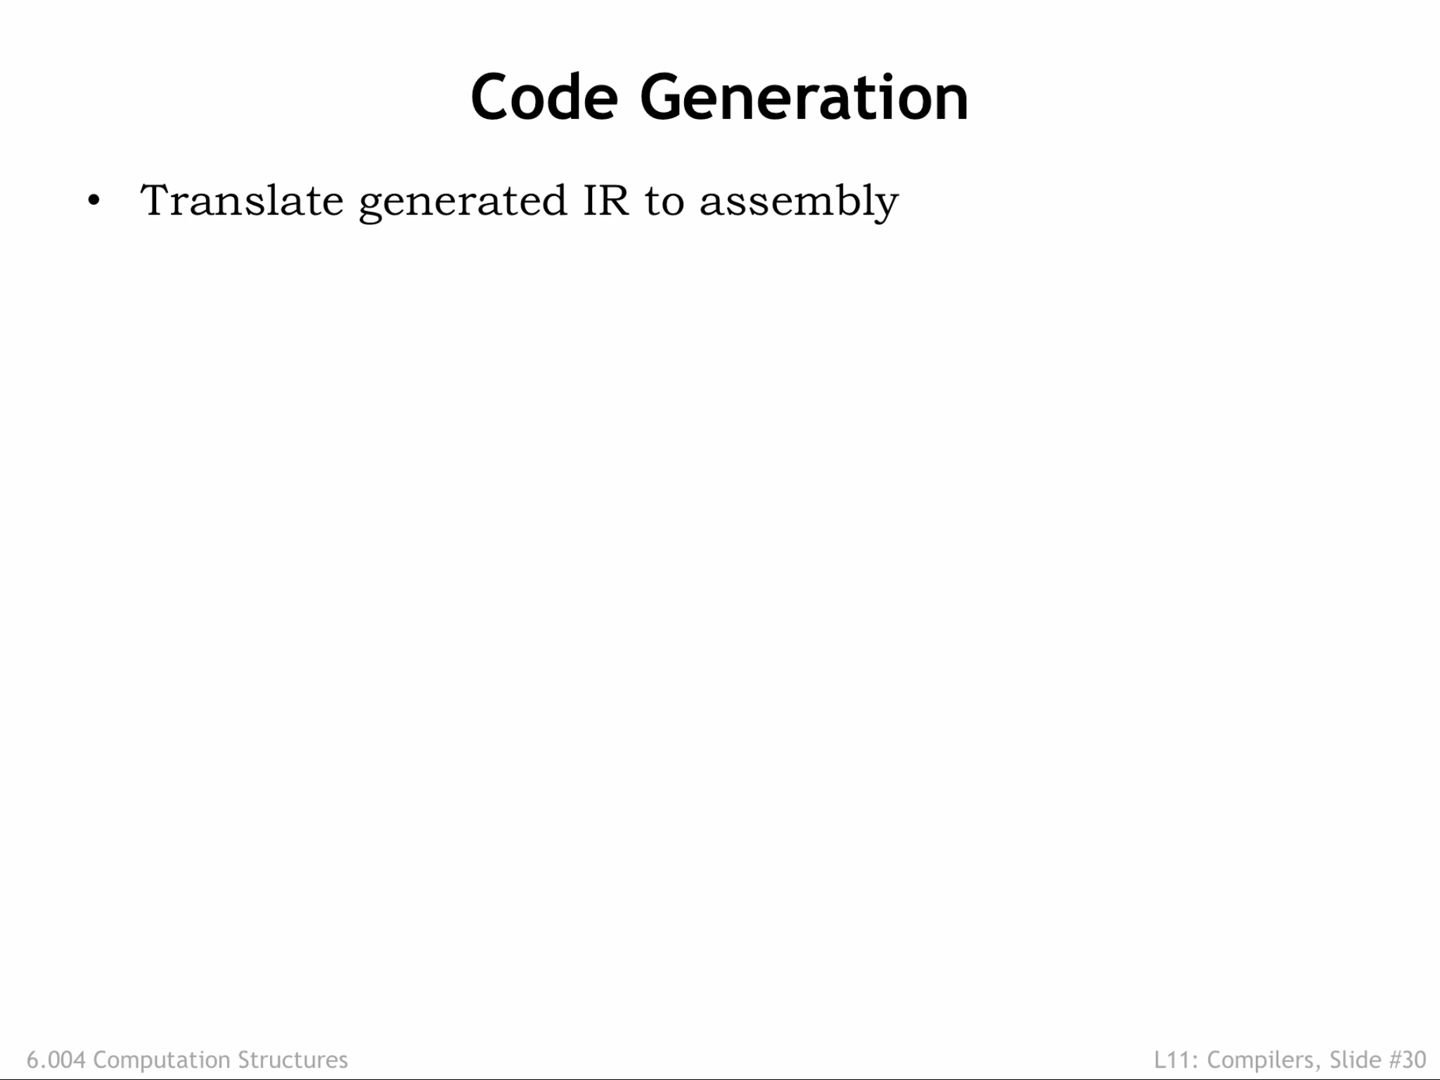 Code Generation
• Translate generated IR to assembly
6.004 Computation Structures
L11: Compilers, Slide #30